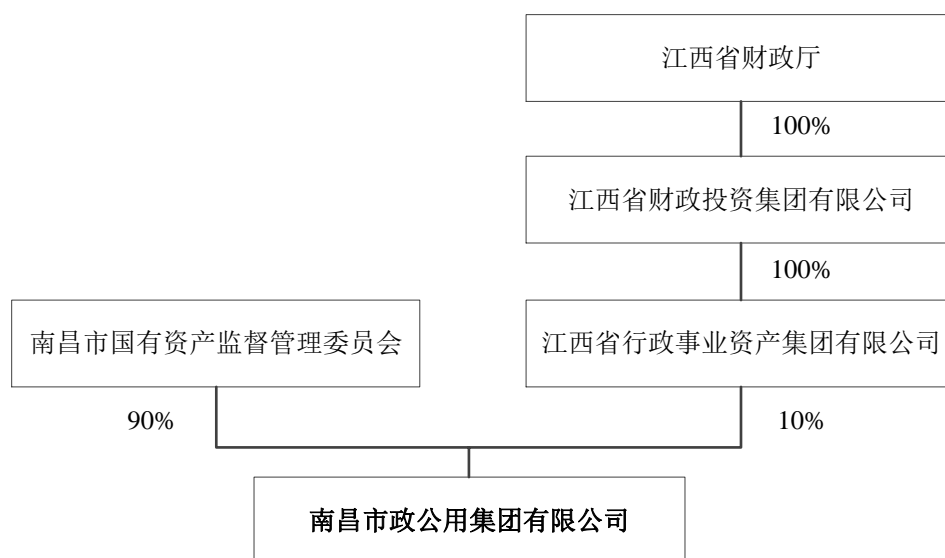 江西省财政厅
100%
江西省财政投资集团有限公司
100%
南昌市国有资产监督管理委员会
江西省行政事业资产集团有限公司
90%
10%
南昌市政公用集团有限公司